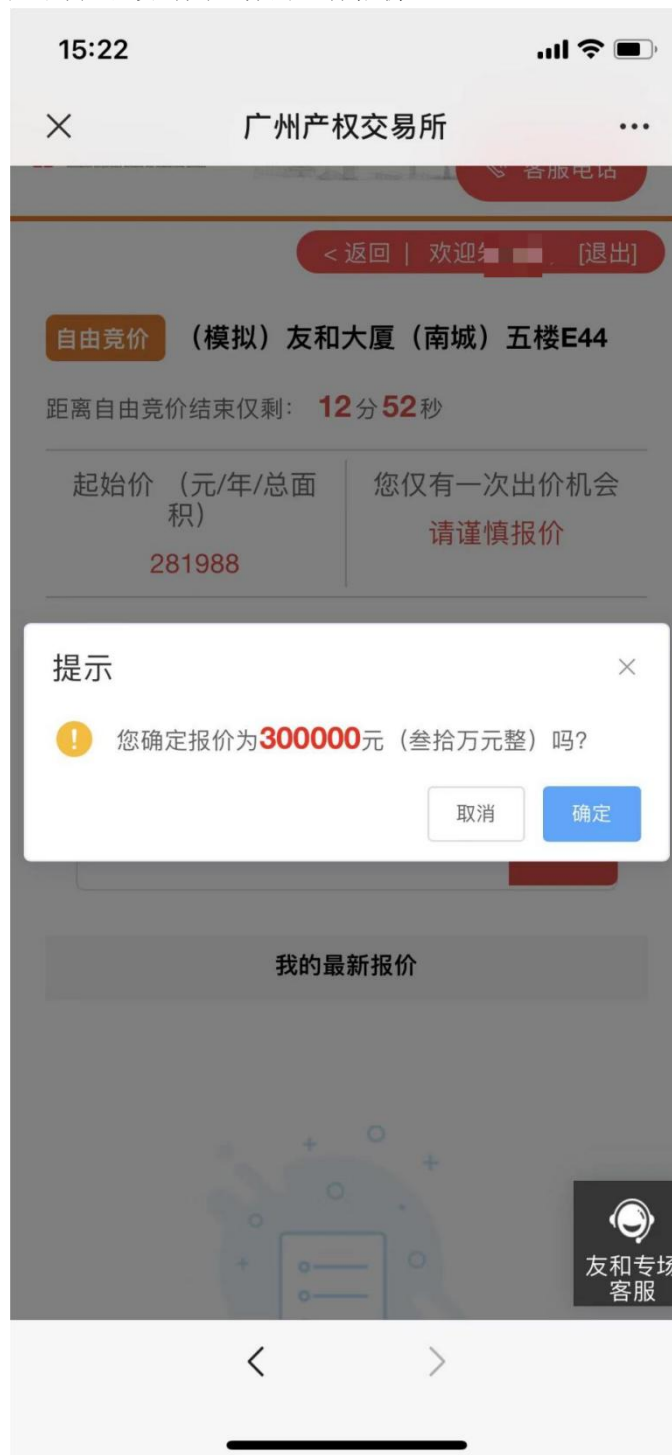 15:22
广州产权交易所
客服电话
<返回 | 欢迎 [退出]
自由竞价 (模拟) 友和大厦 (南城) 五楼E44
距离自由竞价结束仅剩: 12分52秒
起始价 (元/年/总面
积)
281988
您仅有一次出价机会
请谨慎报价
提示
您确定报价为300000元 (叁拾万元整) 吗?
取消
确定
我的最新报价
友和专场
客服